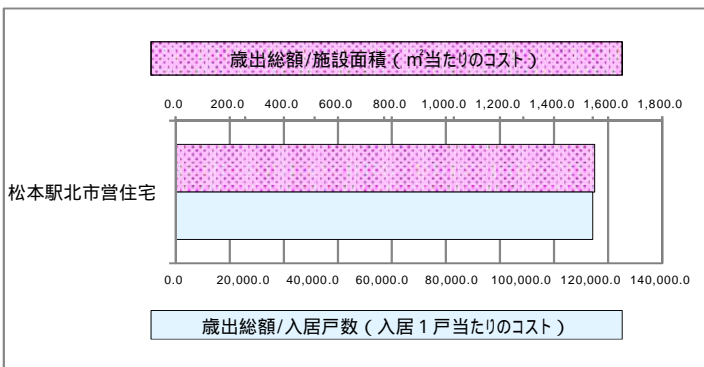 歳出総額/施設面積（㎡当たりのコスト）
0.0 200.0 400.0 600.0 800.0 1,000.0 1,200.0 1,400.0 1,600.0 1,800.0
松本駅北市営住宅
0.0 20,000.0 40,000.0 60,000.0 80,000.0 100,000.0 120,000.0 140,000.0
歳出総額/入居戸数（入居１戸当たりのコスト）